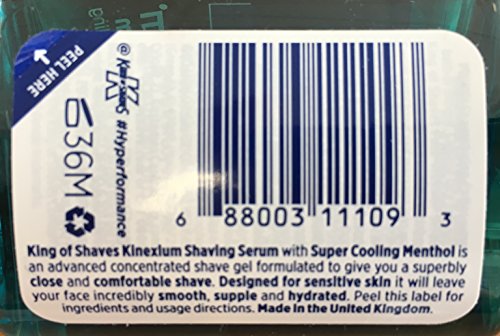 PEEL HERE
@KingofShaves
#Hyperformance
36M
6 88003 11109 3
King of Shaves Kinexium Shaving Serum with Super Cooling Menthol is
an advanced concentrated shave gel formulated to give you a superbly
close and comfortable shave. Designed for sensitive skin it will leave
your face incredibly smooth, supple and hydrated. Peel this label for
ingredients and usage directions. Made in the United Kingdom.